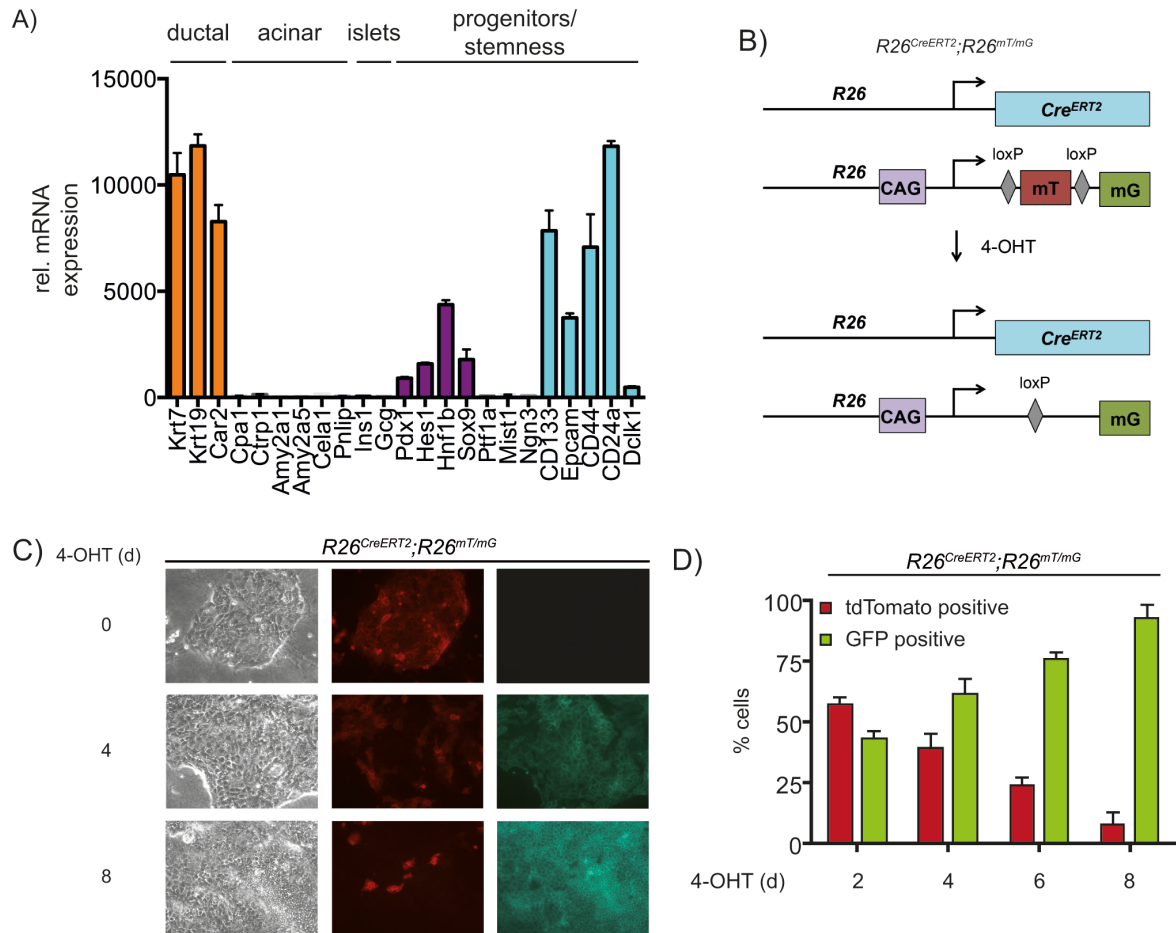 A)
ductal acinar islets progenitors/
stemness
15000
10000
5000
0
rel. mRNA
expression
Krt7
Krt19
Car2
Cpa1
Ctrp1
Amy2a1
Amy2a5
Cela1
Pnlip
Ins1
Gcg
Pdx1
Hes1
Hnf1b
Sox9
Ptf1a
Mist1
Ngn3
CD133
Epcam
CD44
CD24a
Dclk1
B)
R26CreERT2;R26mT/mG
R26
CreERT2
loxP loxP
R26 CAG mT mG
4-OHT
R26
CreERT2
loxP
R26 CAG mG
C)
4-OHT (d)
R26CreERT2;R26mT/mG
0
4
8
D)
R26CreERT2;R26mT/mG
tdTomato positive
GFP positive
100
75
50
25
0
% cells
4-OHT (d) 2 4 6 8